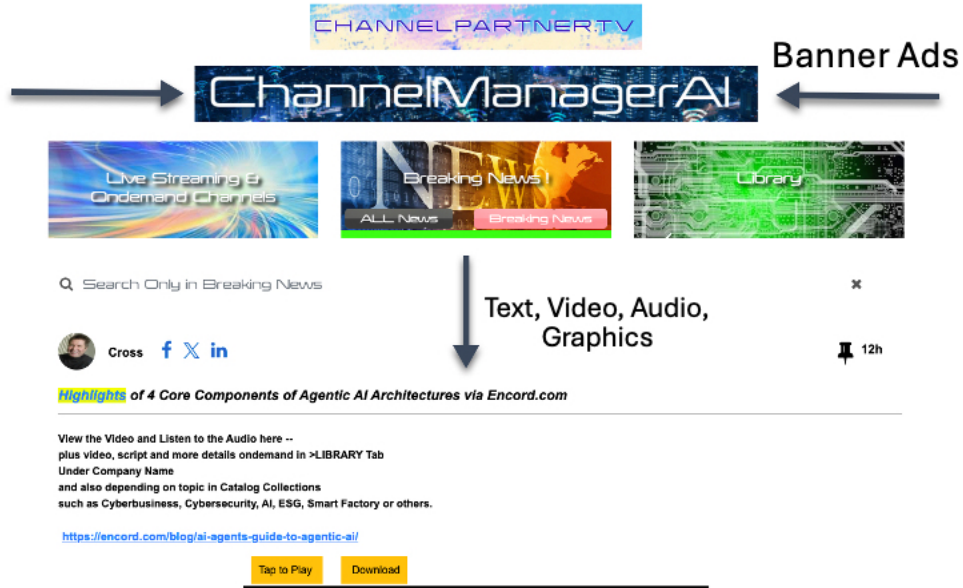 CHANNELPARTNER.TV
Banner Ads
ChannelManagerAI
Live Streaming &
Ondemand Channels
NEWS
Breaking News !
ALL News
Breaking News
Library
Search Only in Breaking News
Text, Video, Audio,
Graphics
Cross
12h
Highlights of 4 Core Components of Agentic AI Architectures via Encord.com
View the Video and Listen to the Audio here --
plus video, script and more details ondemand in >LIBRARY Tab
Under Company Name
and also depending on topic in Catalog Collections
such as Cyberbusiness, Cybersecurity, AI, ESG, Smart Factory or others.
https://encord.com/blog/ai-agents-guide-to-agentic-ai/
Tap to Play
Download